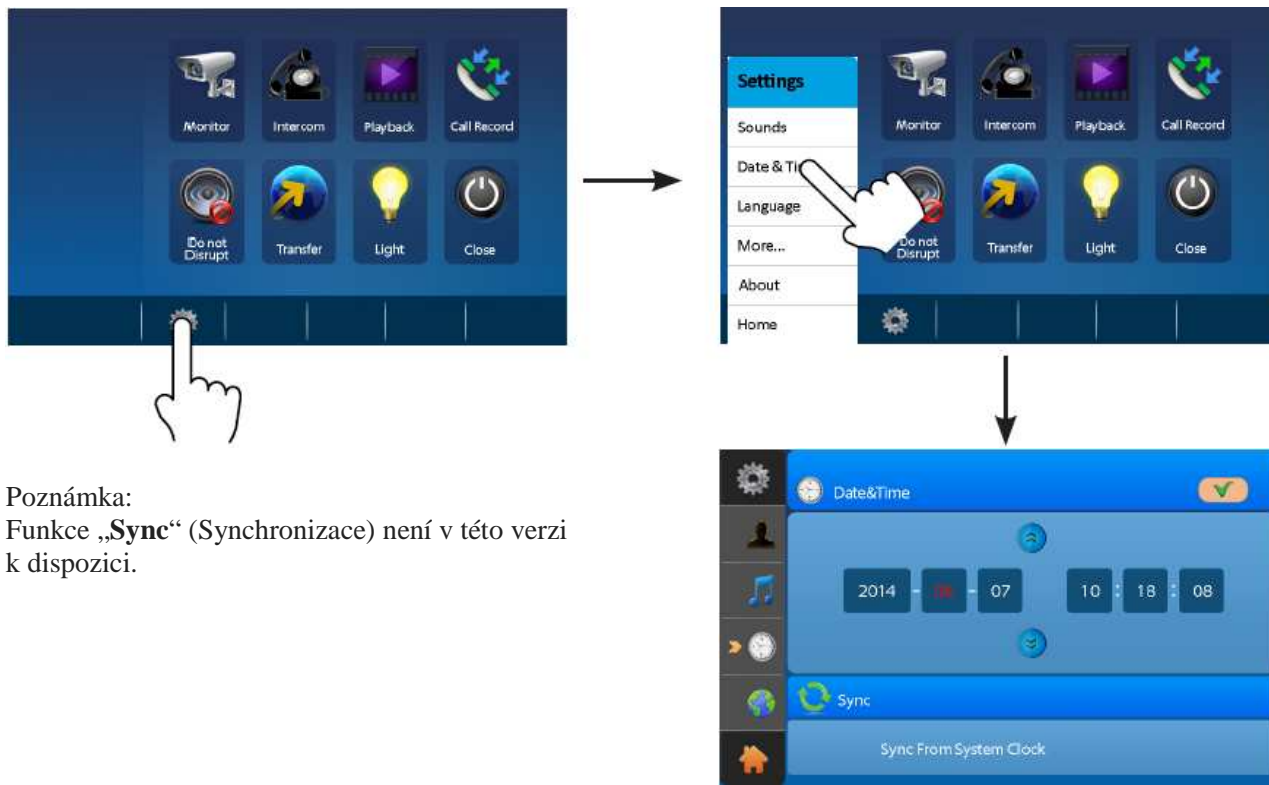 Monitor
Intercom
Playback
Call Record
Do not
Disrupt
Transfer
Light
Close
Settings
Sounds
Date &
Language
More...
About
Home
Monitor
Intercom
Playback
Call Record
Do not
Disrupt
Transfer
Light
Close
Poznámka:
Funkce „Sync“ (Synchronizace) není v této verzi
k dispozici.
Date&Time
2014 - - 07 10 : 18 : 08
Sync
Sync From System Clock